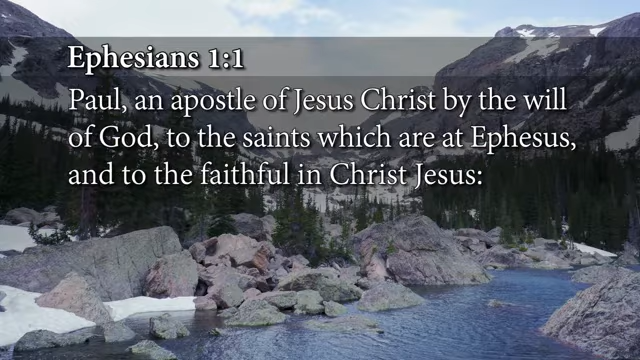 Ephesians 1:1
Paul, an apostle of Jesus Christ by the will
of God, to the saints which are at Ephesus,
and to the faithful in Christ Jesus: